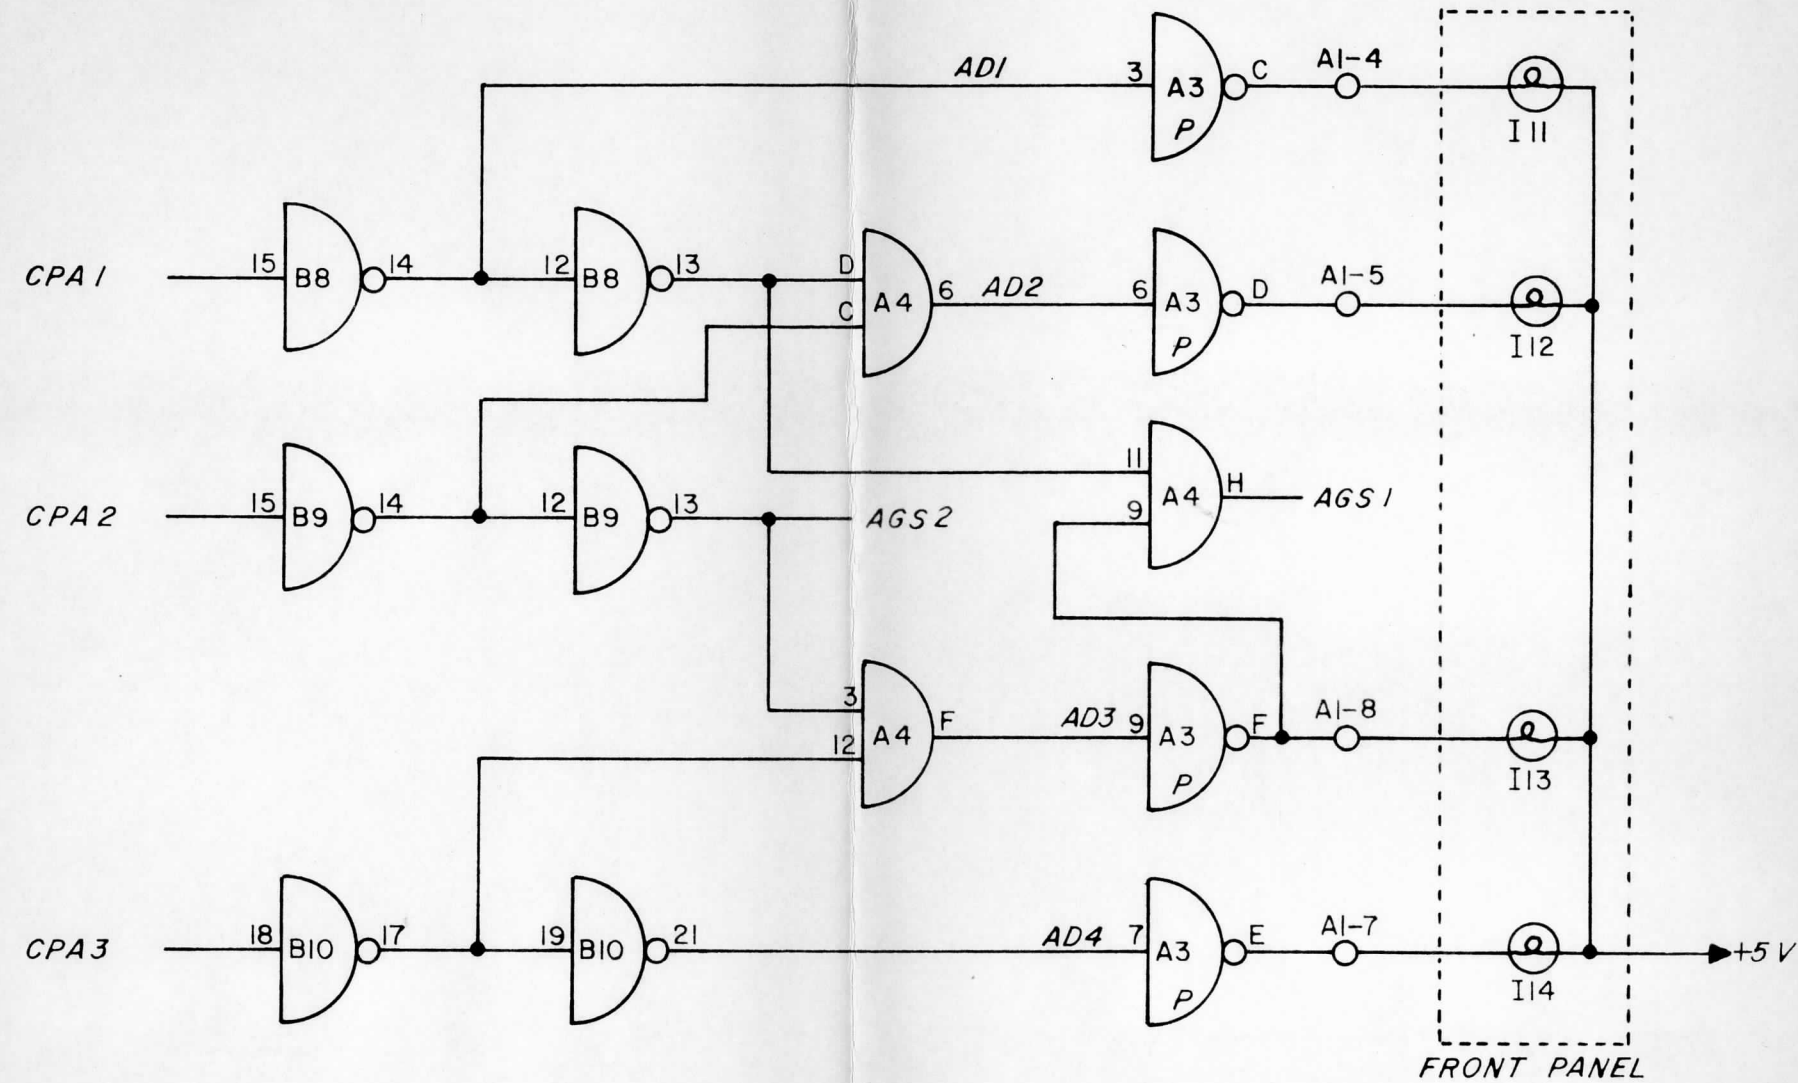 AD1 3 A3 P C A1-4 I11
CPA1 15 B8 14 12 B8 13 D C A4 6 AD2 6 A3 P D A1-5 I12
CPA2 15 B9 14 12 B9 13 AGS2 11 9 A4 H AGS1
3 12 A4 F AD3 9 A3 P F A1-8 I13
CPA3 18 B10 17 19 B10 21 AD4 7 A3 P E A1-7 I14 +5V
FRONT PANEL